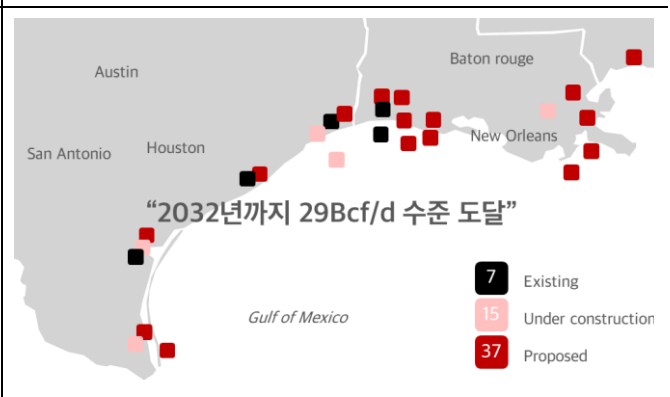 Baton rouge
Austin
New Orleans
San Antonio
Houston
“2032년까지 29Bcf/d 수준 도달”
7 Existing
Gulf of Mexico
15 Under construction
37 Proposed